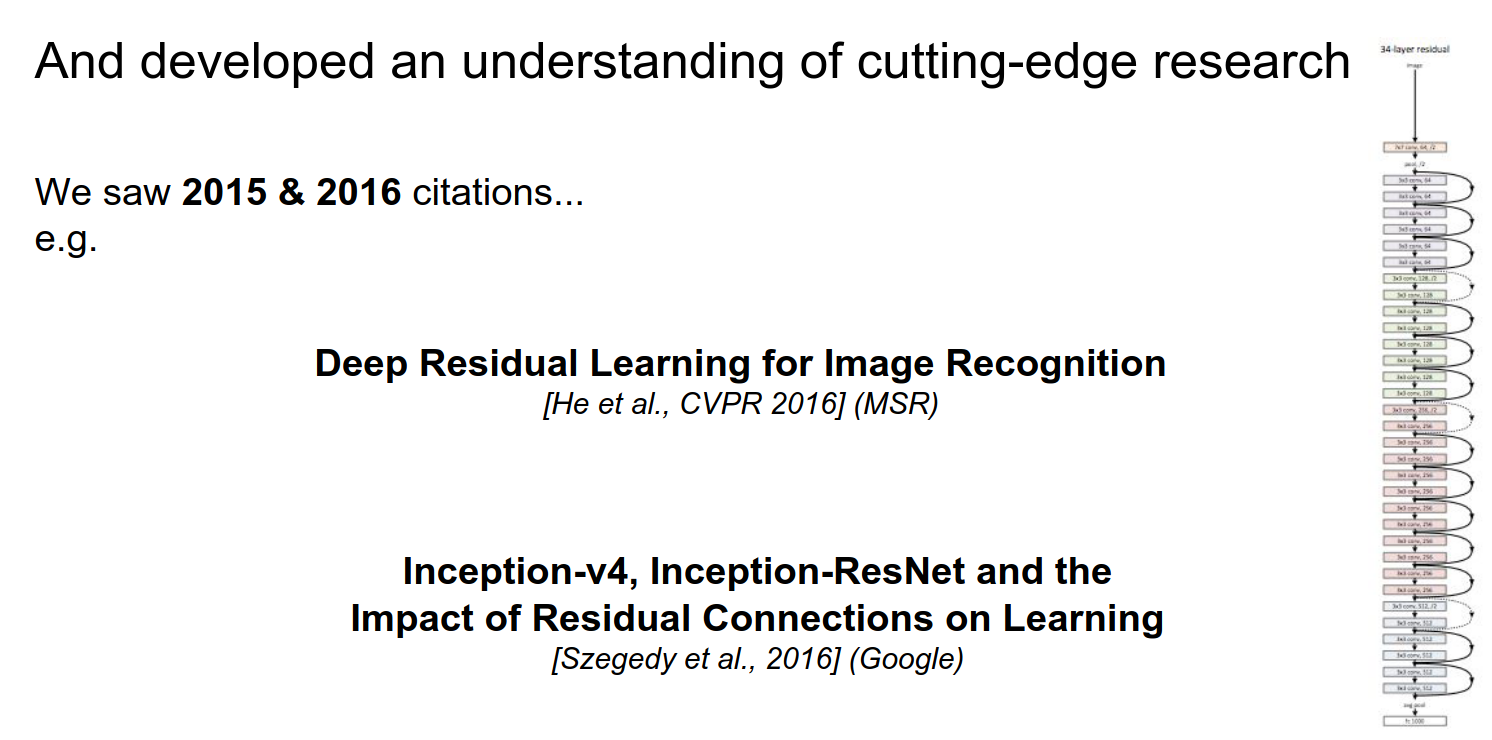 And developed an understanding of cutting-edge research
We saw 2015 & 2016 citations...
e.g.
Deep Residual Learning for Image Recognition
[He et al., CVPR 2016] (MSR)
Inception-v4, Inception-ResNet and the
Impact of Residual Connections on Learning
[Szegedy et al., 2016] (Google)
34-layer residual
image
7x7 conv, 64, /2
pool, /2
3x3 conv, 64
3x3 conv, 64
3x3 conv, 64
3x3 conv, 64
3x3 conv, 64
3x3 conv, 64
3x3 conv, 128, /2
3x3 conv, 128
3x3 conv, 128
3x3 conv, 128
3x3 conv, 128
3x3 conv, 128
3x3 conv, 128
3x3 conv, 128
3x3 conv, 256, /2
3x3 conv, 256
3x3 conv, 256
3x3 conv, 256
3x3 conv, 256
3x3 conv, 256
3x3 conv, 256
3x3 conv, 256
3x3 conv, 256
3x3 conv, 256
3x3 conv, 256
3x3 conv, 256
3x3 conv, 512, /2
3x3 conv, 512
3x3 conv, 512
3x3 conv, 512
3x3 conv, 512
3x3 conv, 512
avg pool
fc 1000